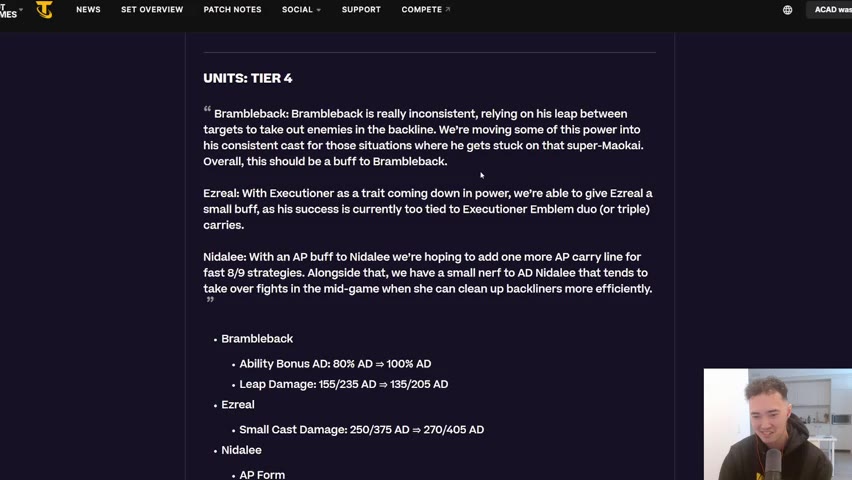 NEWS SET OVERVIEW PATCH NOTES SOCIAL SUPPORT COMPETE ACAD was
MES
UNITS: TIER 4
“ Brambleback: Brambleback is really inconsistent, relying on his leap between
targets to take out enemies in the backline. We're moving some of this power into
his consistent cast for those situations where he gets stuck on that super-Maokai.
Overall, this should be a buff to Brambleback.
Ezreal: With Executioner as a trait coming down in power, we're able to give Ezreal a
small buff, as his success is currently too tied to Executioner Emblem duo (or triple)
carries.
Nidalee: With an AP buff to Nidalee we're hoping to add one more AP carry line for
fast 8/9 strategies. Alongside that, we have a small nerf to AD Nidalee that tends to
take over fights in the mid-game when she can clean up backliners more efficiently.
”
• Brambleback
• Ability Bonus AD: 80% AD ⇒ 100% AD
• Leap Damage: 155/235 AD ⇒ 135/205 AD
• Ezreal
• Small Cast Damage: 250/375 AD ⇒ 270/405 AD
• Nidalee
• AP Form